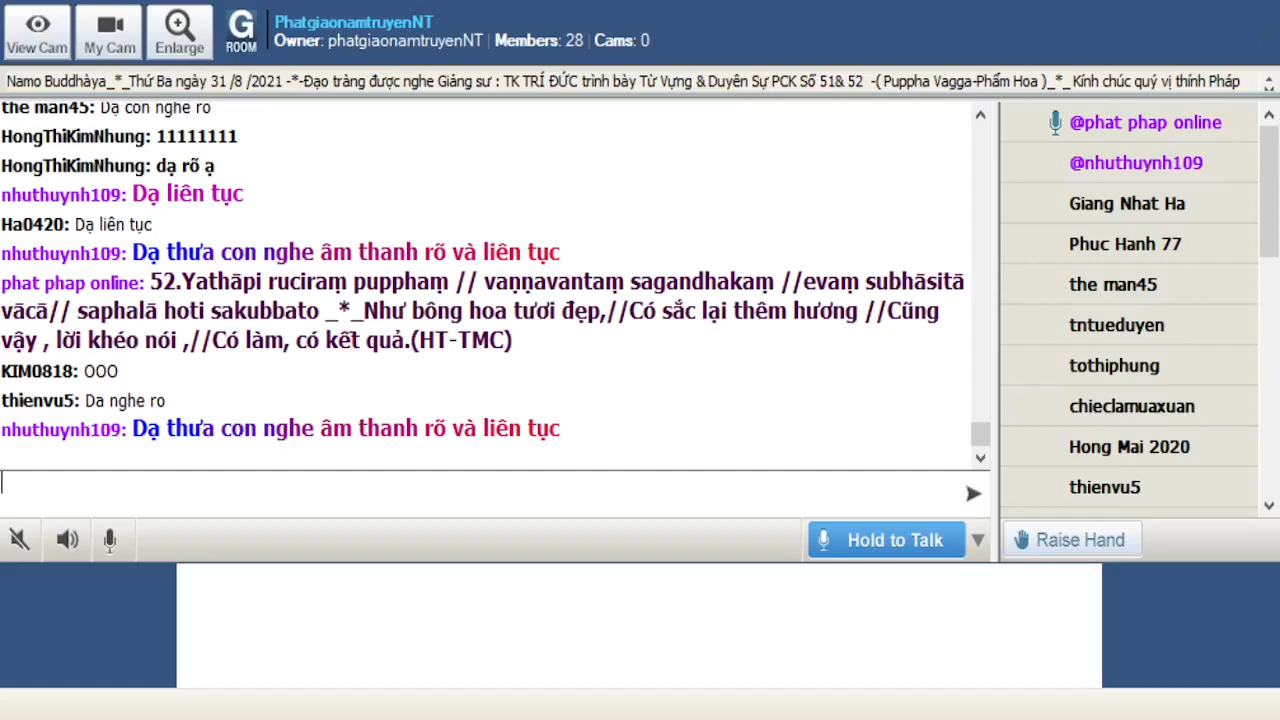 View Cam
My Cam
Enlarge
G
ROOM
PhatgiaonamtruyenNT
Owner: phatgiaonamtruyenNT | Members: 28 | Cams: 0
Namo Buddhàya_*_Thứ Ba ngày 31 /8 /2021 -*-Đạo tràng được nghe Giảng sư : TK TRÍ ĐỨC trình bày Từ Vựng & Duyên Sự PCK Số 51& 52 -( Puppha Vagga-Phẩm Hoa )_*_ Kính chúc quý vị thính Pháp
the man45: Dạ con nghe ro
HongThiKimNhung: 11111111
HongThiKimNhung: dạ rõ ạ
nhuthuynh109: Dạ liên tục
Ha0420: Dạ liên tục
nhuthuynh109: Dạ thưa con nghe âm thanh rõ và liên tục
phat phap online: 52.Yathāpi ruciraṃ pupphaṃ // vaṇṇavantaṃ sagandhakaṃ //evaṃ subhāsitā
vācā// saphalā hoti sakubbato _*_Như bông hoa tươi đẹp,//Có sắc lại thêm hương //Cũng
vậy , lời khéo nói ,//Có làm, có kết quả.(HT-TMC)
KIM0818: OOO
thienvu5: Da nghe ro
nhuthuynh109: Dạ thưa con nghe âm thanh rõ và liên tục
@phat phap online
@nhuthuynh109
Giang Nhat Ha
Phuc Hanh 77
the man45
tntueduyen
tothiphung
chieclamuaxuan
Hong Mai 2020
thienvu5
Hold to Talk
Raise Hand